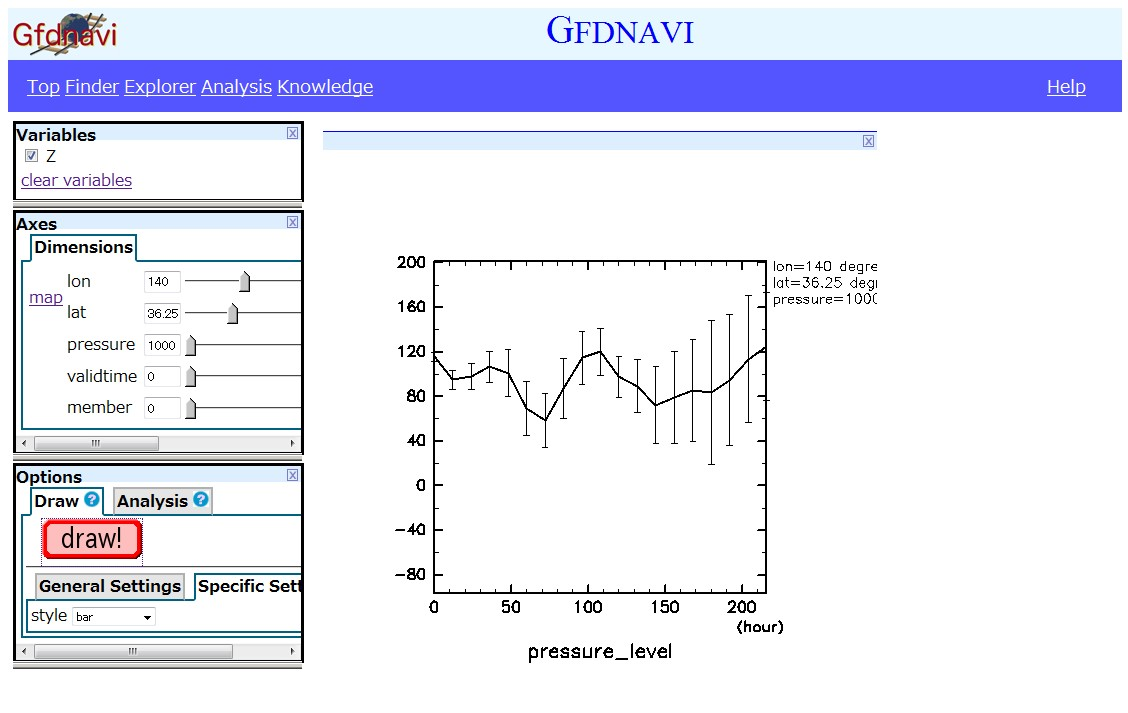 Gfdnavi
GFDNAVI
Top Finder Explorer Analysis Knowledge
Help
Variables
Z
clear variables
Axes
Dimensions
map
lon 140
lat 36.25
pressure 1000
validtime 0
member 0
Options
Draw ? Analysis ?
draw!
General Settings Specific Sett
style bar
200
160
120
80
40
0
-40
-80
0 50 100 150 200
(hour)
pressure_level
lon=140 degre
lat=36.25 deg
pressure=1000